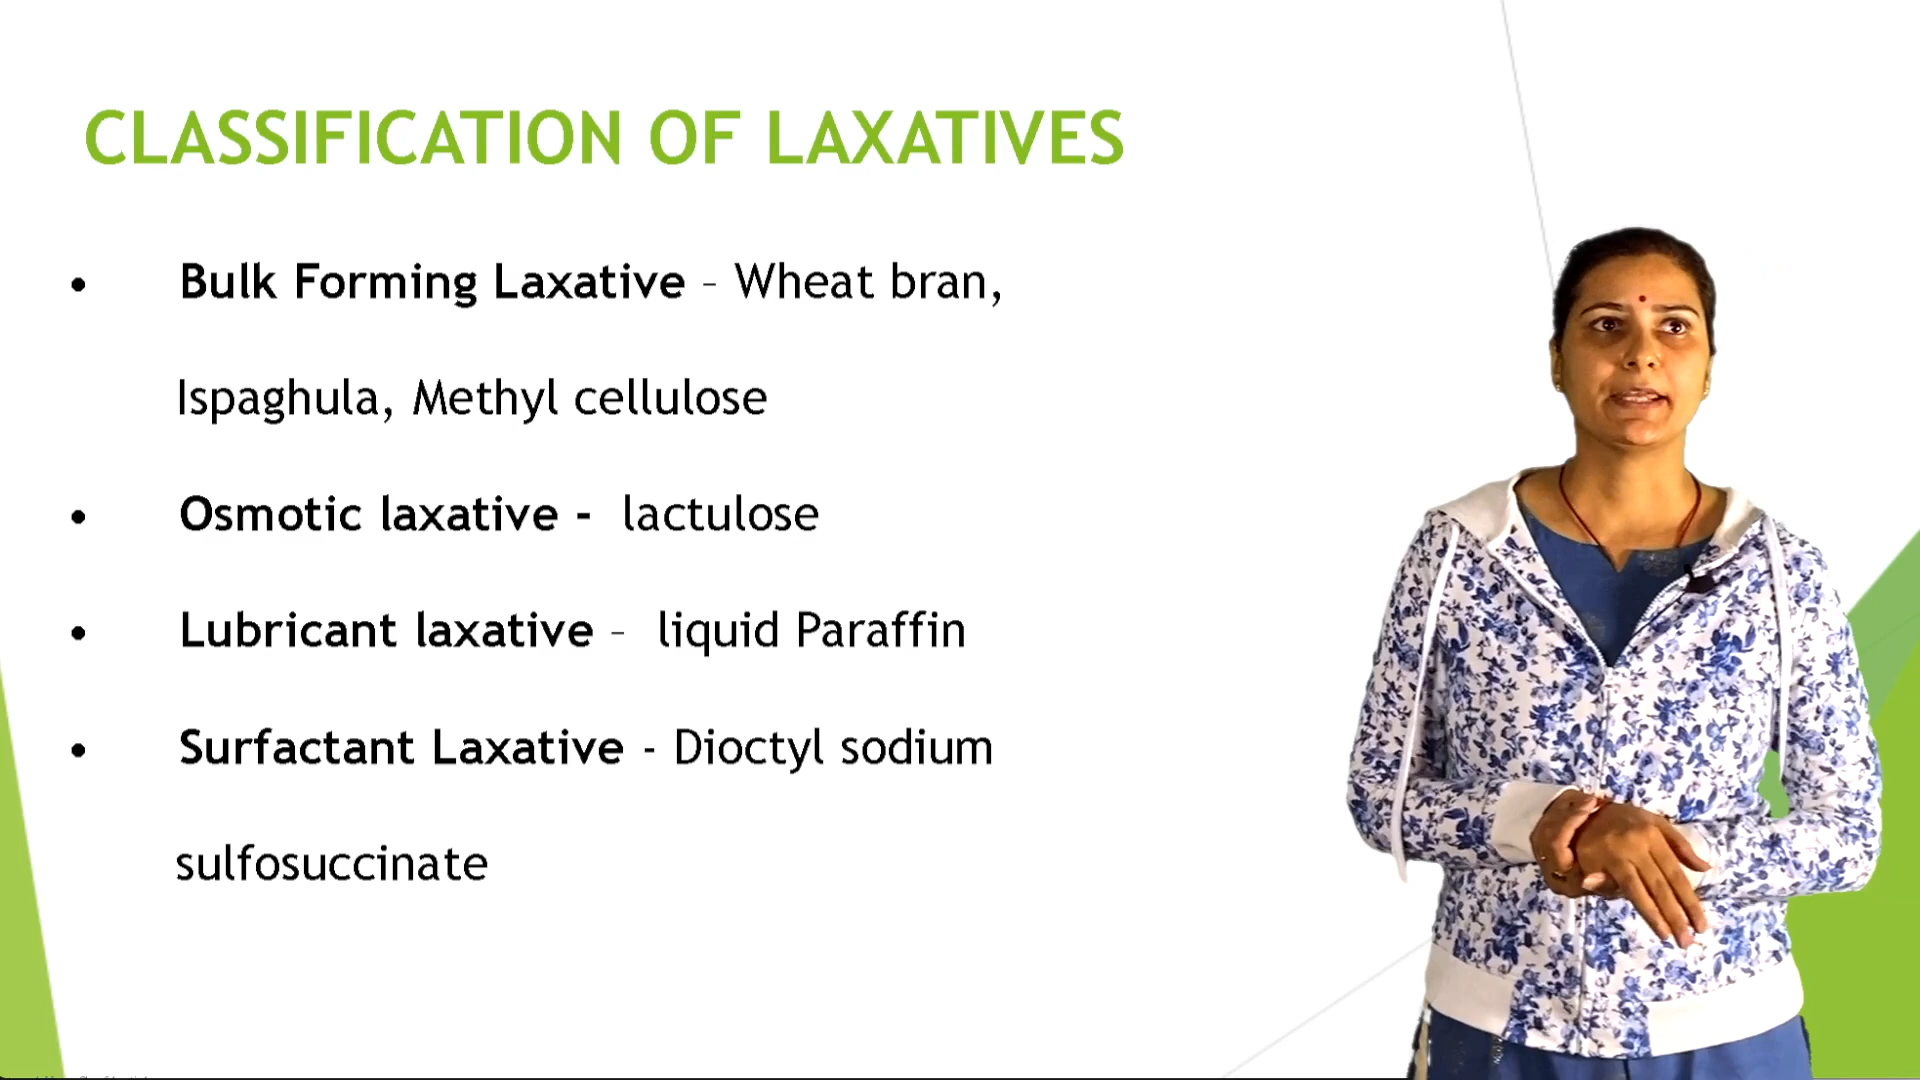 CLASSIFICATION OF LAXATIVES
• Bulk Forming Laxative – Wheat bran,
Ispaghula, Methyl cellulose
• Osmotic laxative - lactulose
• Lubricant laxative – liquid Paraffin
• Surfactant Laxative - Dioctyl sodium
sulfosuccinate